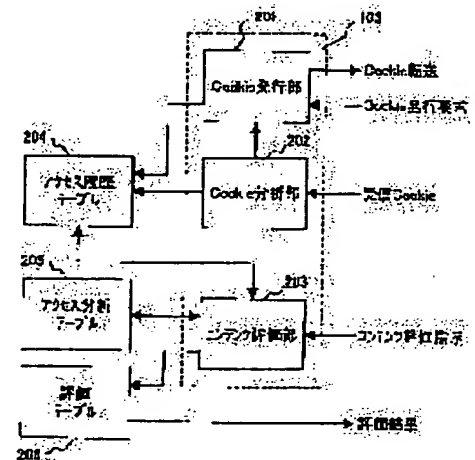 201
103
Cookie発行部
Cookie転送
Cookie発行要求
204
202
アクセス履歴
テーブル
Cookie分析部
受信Cookie
205
203
アクセス分析
テーブル
コンテンツ評価部
コンテンツ評価指示
評価
テーブル
評価結果